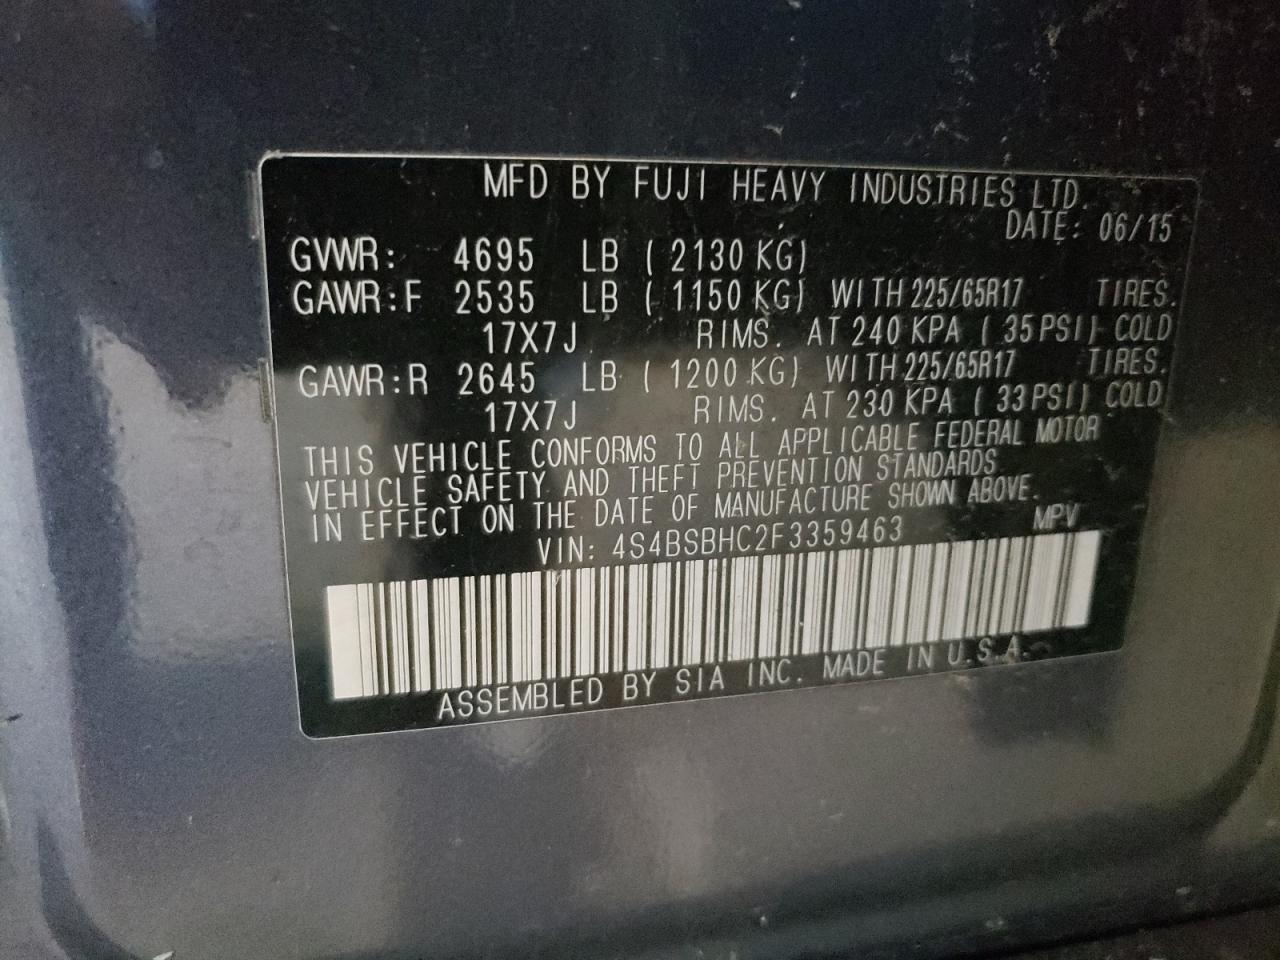 MFD BY FUJI HEAVY INDUSTRIES LTD.
DATE: 06/15
GVWR: 4695 LB ( 2130 KG)
GAWR:F 2535 LB ( 1150 KG) WITH 225/65R17 TIRES.
17X7J RIMS. AT 240 KPA ( 35 PSI) COLD
GAWR:R 2645 LB ( 1200 KG) WITH 225/65R17 TIRES.
17X7J RIMS. AT 230 KPA ( 33 PSI) COLD
THIS VEHICLE CONFORMS TO ALL APPLICABLE FEDERAL MOTOR
VEHICLE SAFETY AND THEFT PREVENTION STANDARDS
IN EFFECT ON THE DATE OF MANUFACTURE SHOWN ABOVE.
VIN: 4S4BSBHC2F3359463 MPV
ASSEMBLED BY SIA INC. MADE IN U.S.A.